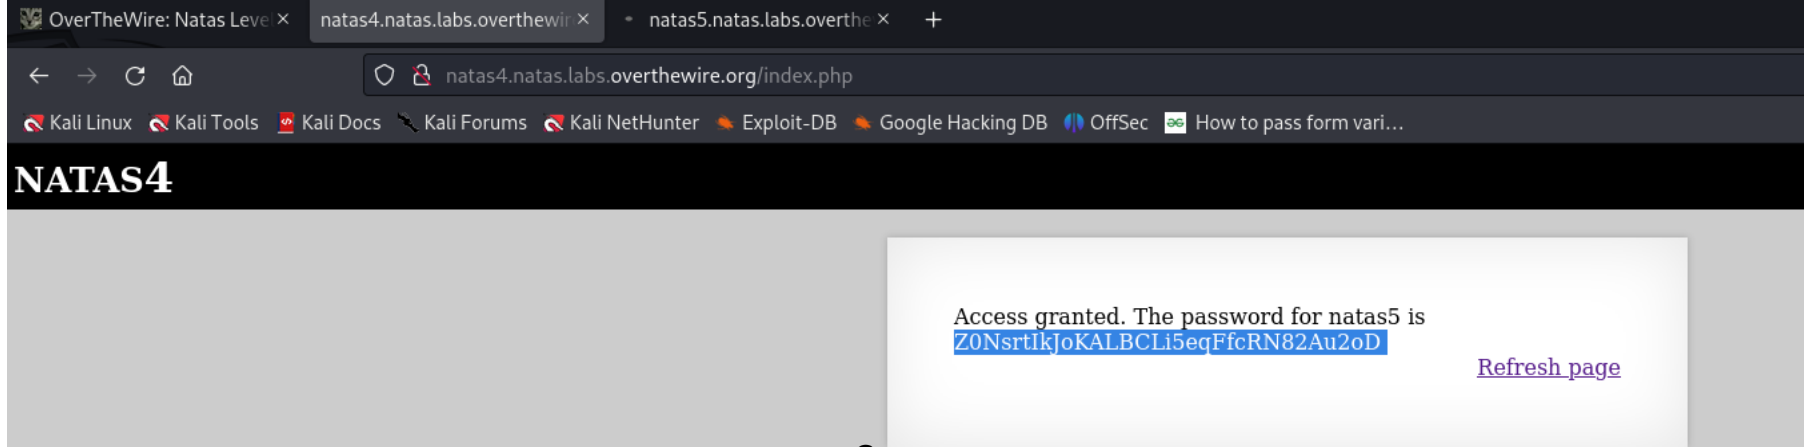 OverTheWire: Natas Leve
natas4.natas.labs.overthewir
natas5.natas.labs.overthe
natas4.natas.labs.overthewire.org/index.php
Kali Linux Kali Tools Kali Docs Kali Forums Kali NetHunter Exploit-DB Google Hacking DB OffSec How to pass form vari…
NATAS4
Access granted. The password for natas5 is
Z0NsrtIkJoKALBCLi5eqFfcRN82Au2oD
Refresh page